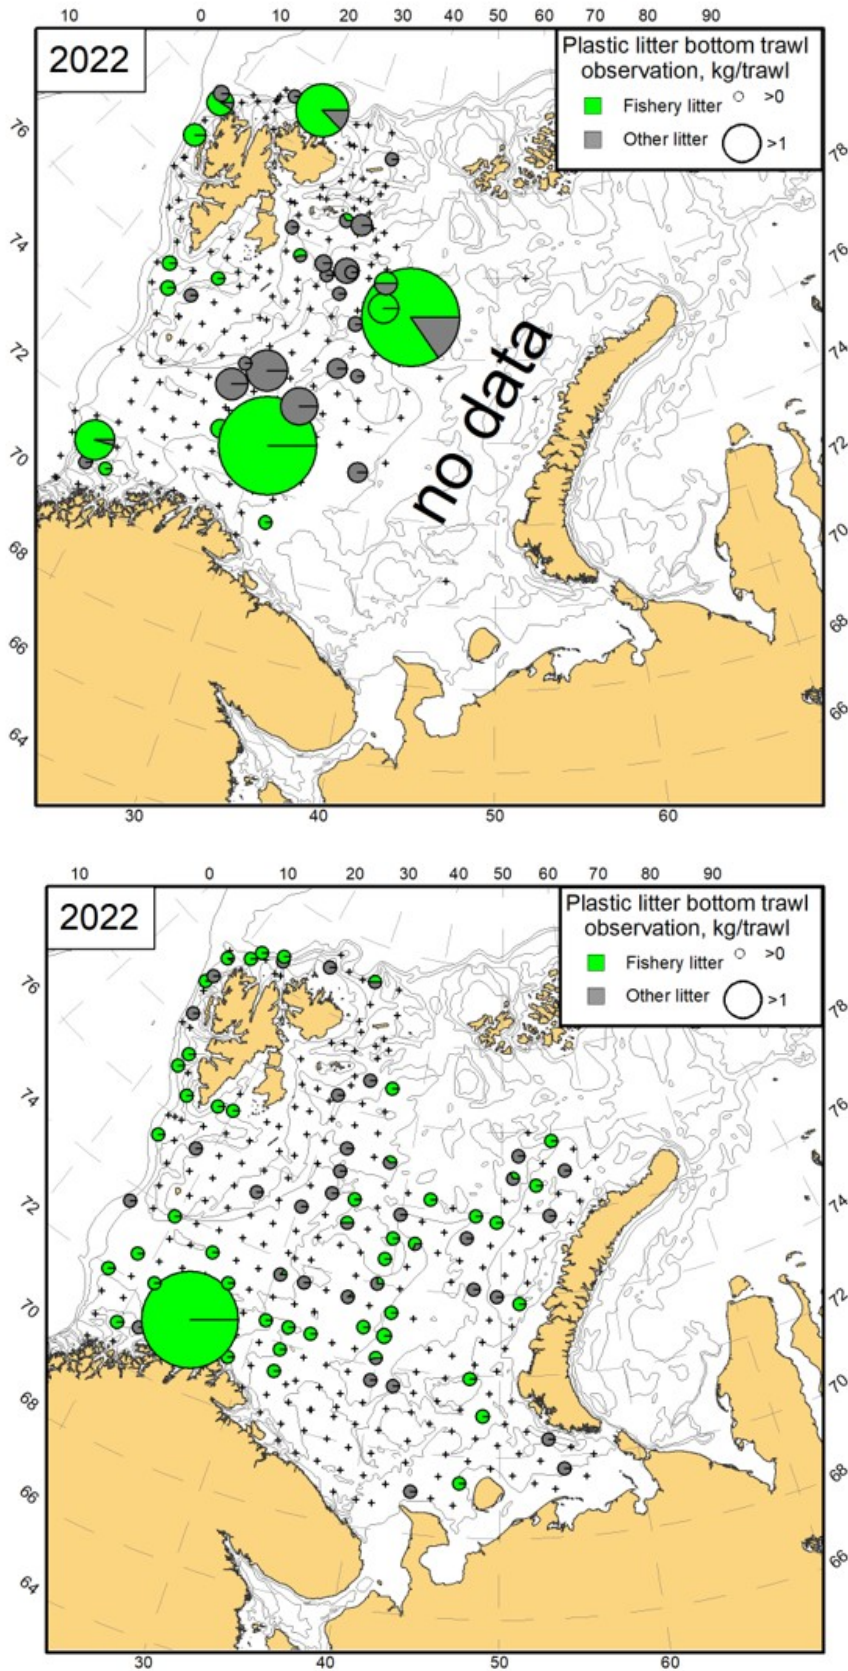 10 0 10 20 30 40 50 60 70 80 90
2022
Plastic litter bottom trawl
observation, kg/trawl
Fishery litter >0
Other litter >1
76
78
74
76
72
74
no data
70
72
68
70
66
68
64
66
30 40 50 60
10 0 10 20 25 30 40 50 60 70 80 90
2022
Plastic litter bottom trawl
observation, kg/trawl
Fishery litter >0
Other litter >1
76
78
74
76
72
74
70
72
68
70
66
68
64
66
30 40 50 60